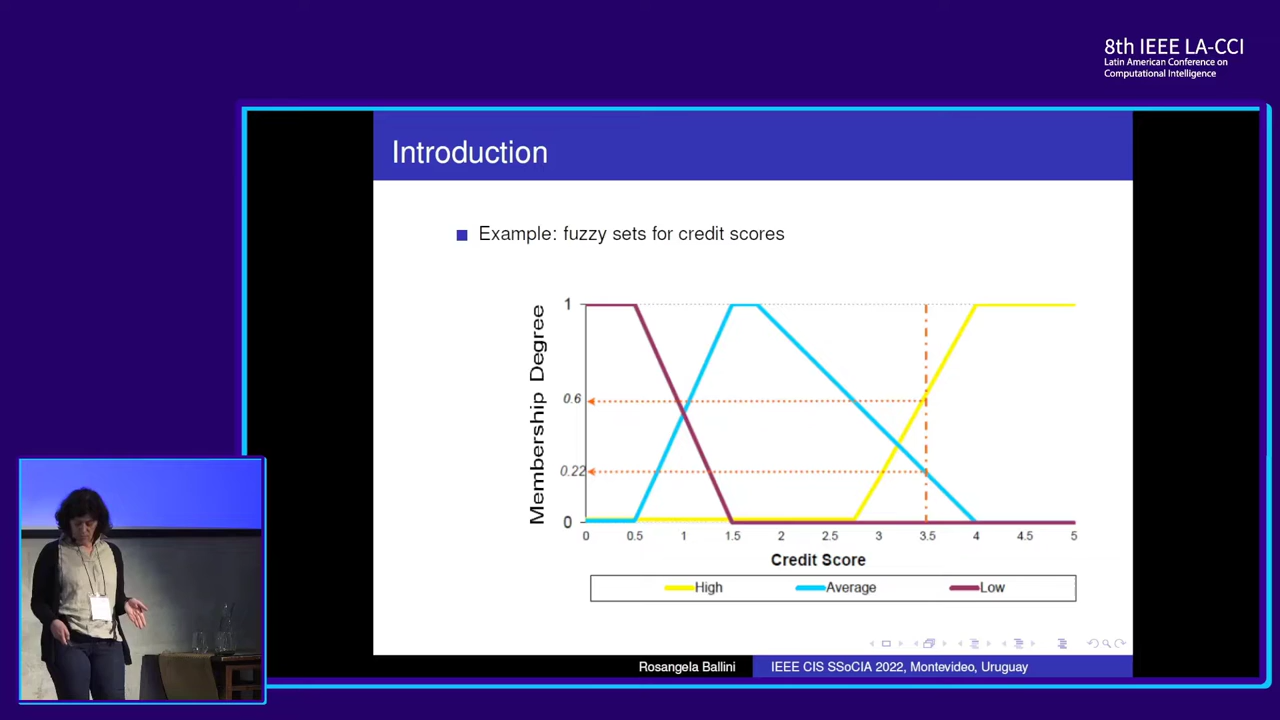 8th IEEE LA-CCI
Latin American Conference on
Computational Intelligence
Introduction
Example: fuzzy sets for credit scores
Membership Degree
1
0.6
0.22
0
0 0.5 1 1.5 2 2.5 3 3.5 4 4.5 5
Credit Score
High Average Low
Rosangela Ballini IEEE CIS SSoCIA 2022, Montevideo, Uruguay